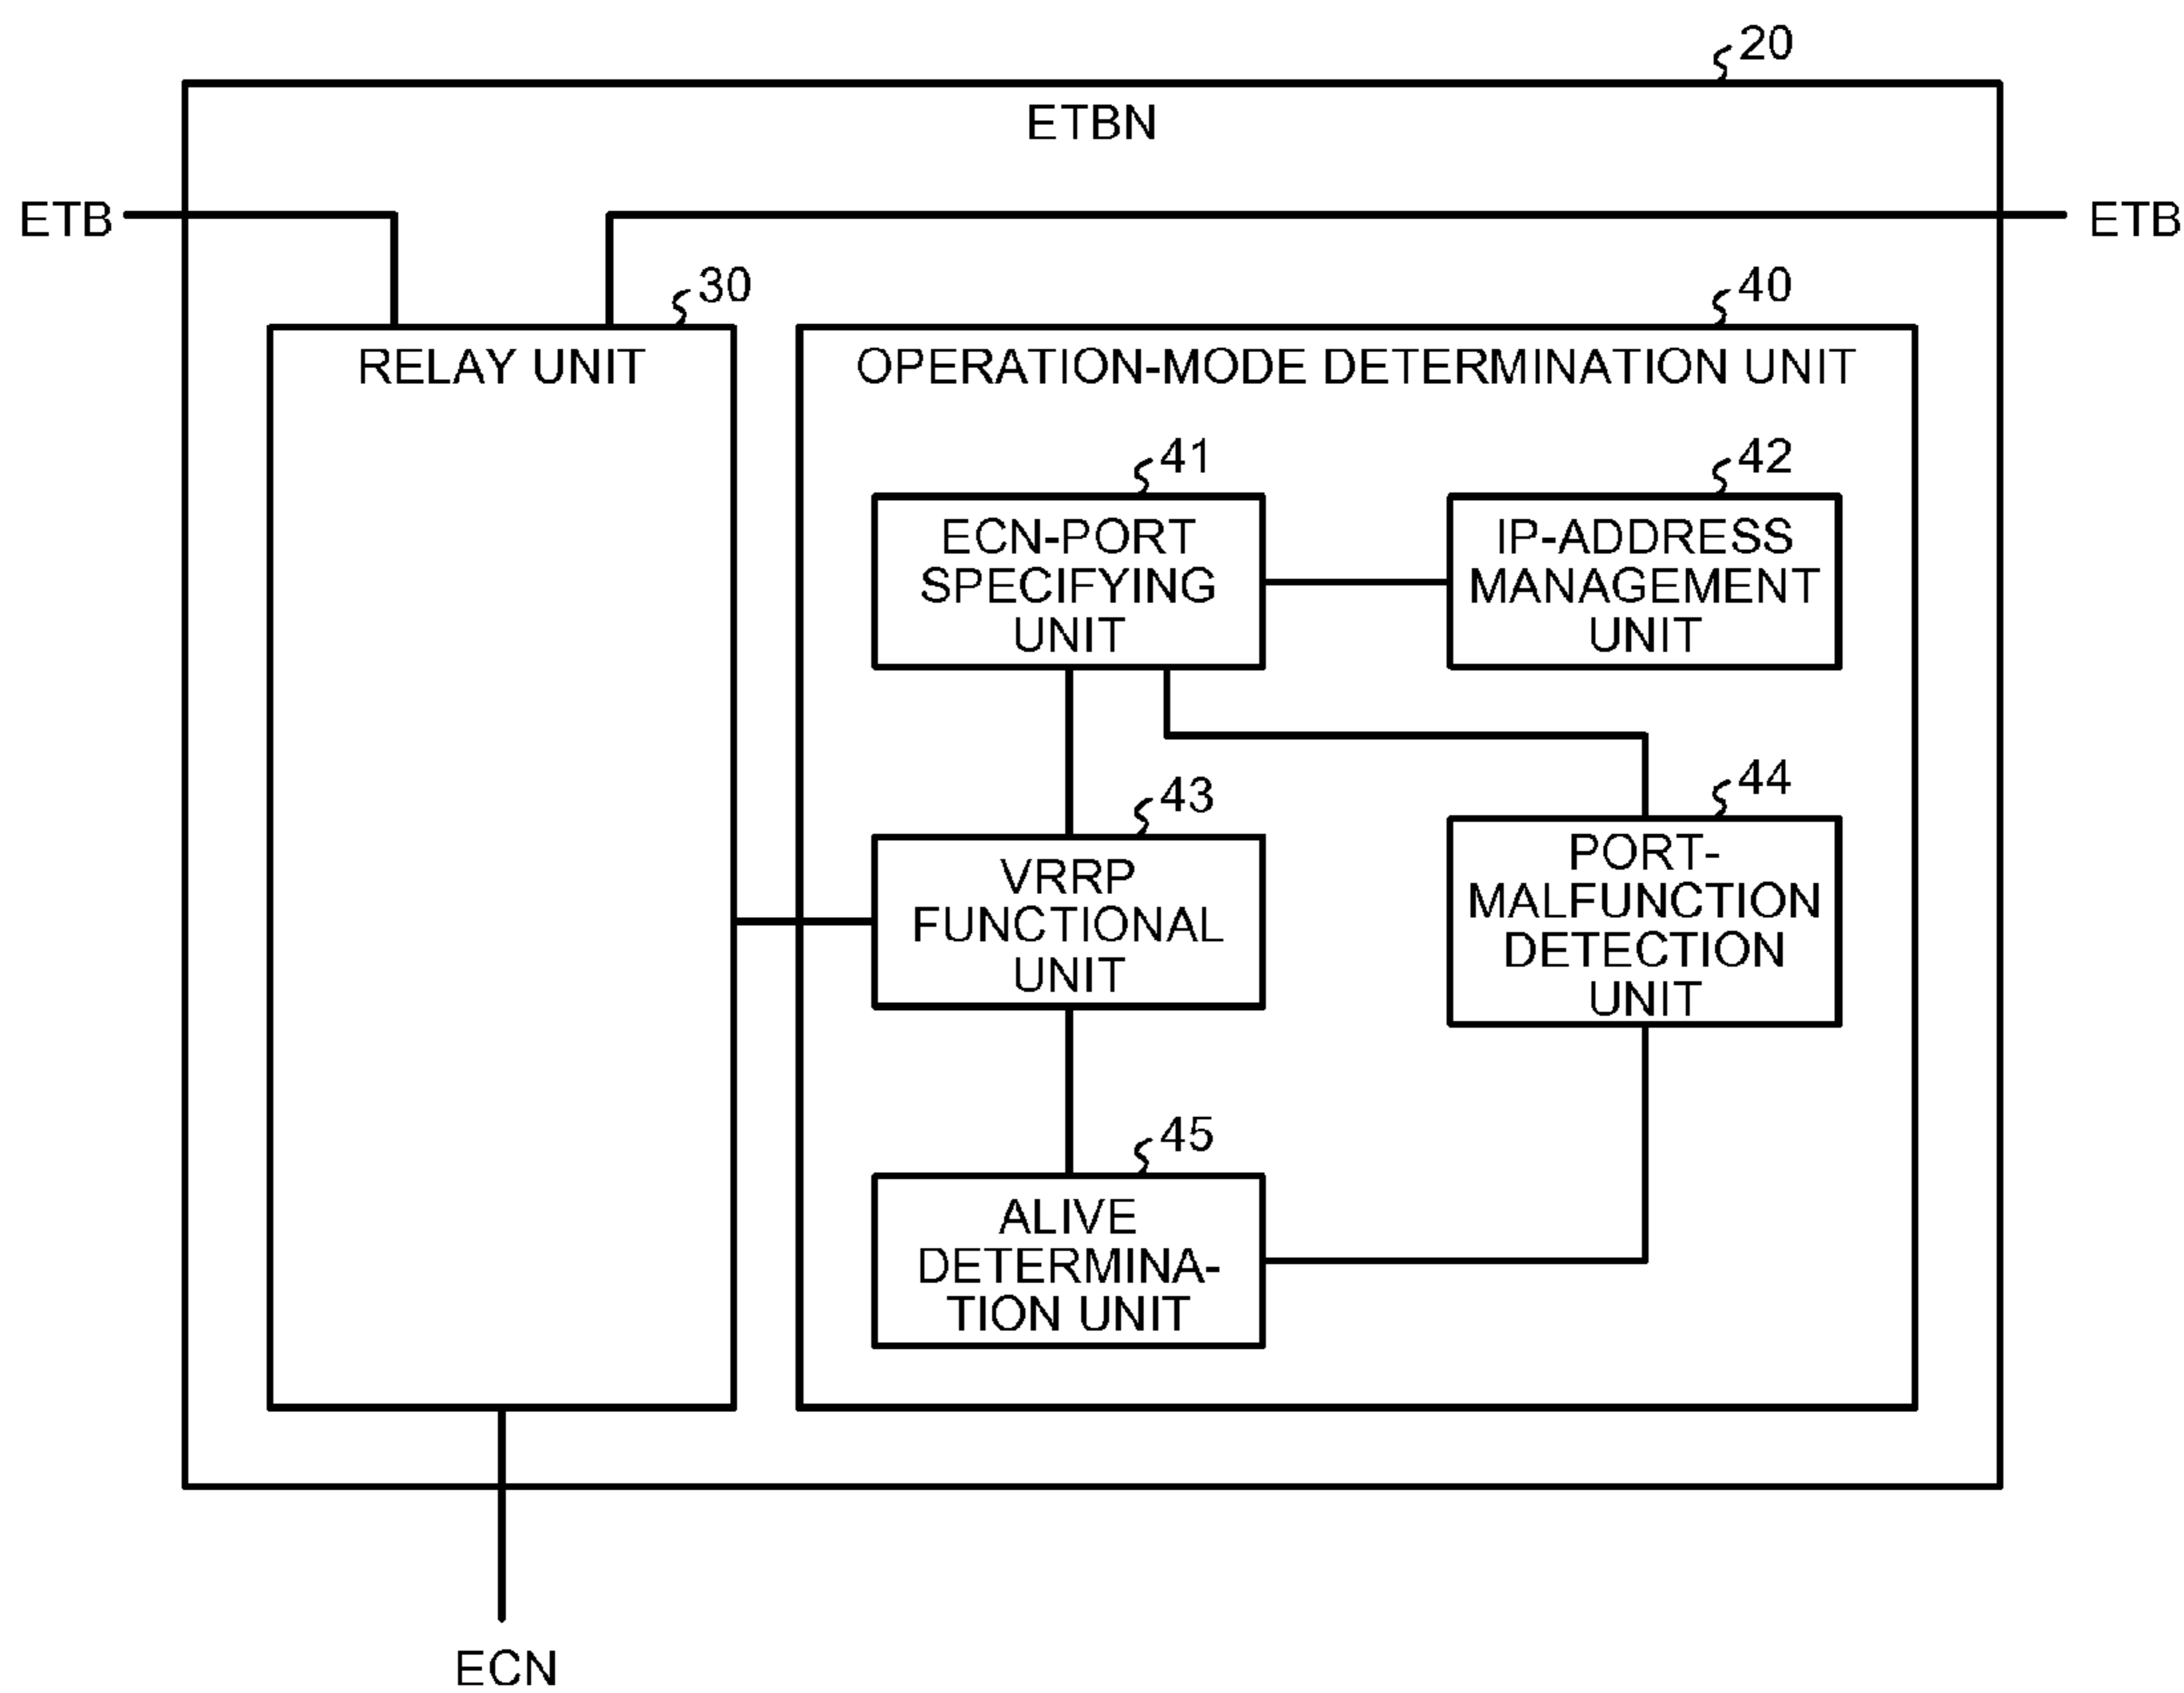 20
ETBN
ETB
ETB
30
40
RELAY UNIT
OPERATION-MODE DETERMINATION UNIT
41
42
ECN-PORT
SPECIFYING
UNIT
IP-ADDRESS
MANAGEMENT
UNIT
43
44
VRRP
FUNCTIONAL
UNIT
PORT-
MALFUNCTION
DETECTION
UNIT
45
ALIVE
DETERMINA-
TION UNIT
ECN